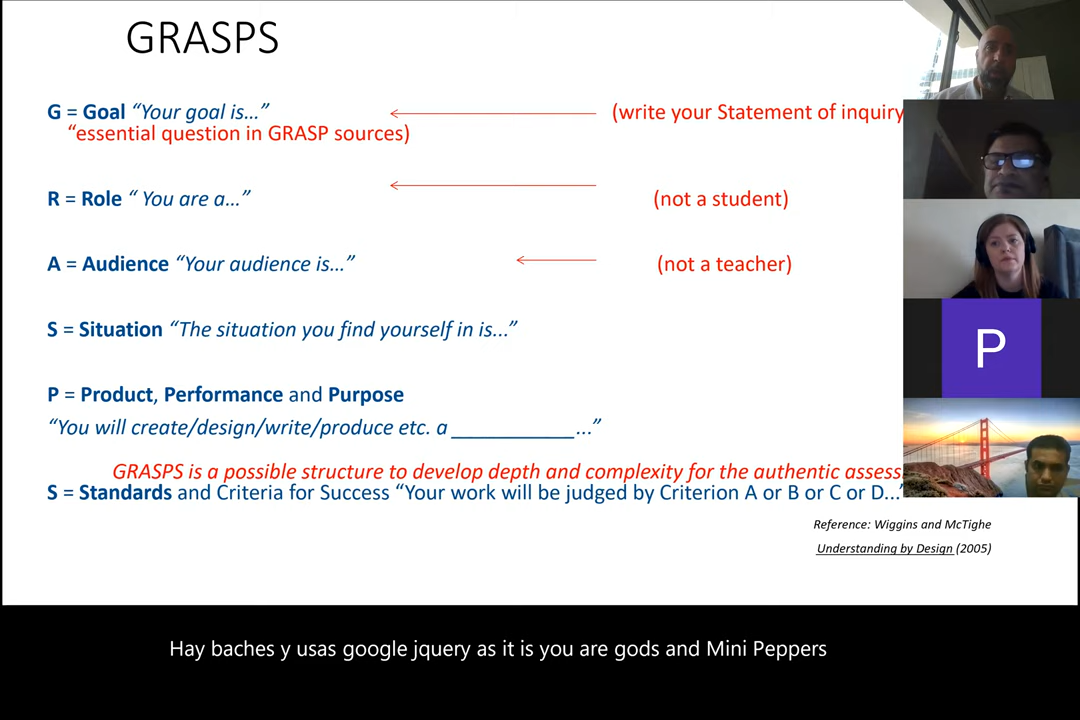 GRASPS
G = Goal “Your goal is…” (write your Statement of inquiry
“essential question in GRASP sources)
R = Role “ You are a…” (not a student)
A = Audience “Your audience is…” (not a teacher)
S = Situation “The situation you find yourself in is...”
P = Product, Performance and Purpose
“You will create/design/write/produce etc. a ____________...”
GRASPS is a possible structure to develop depth and complexity for the authentic assess
S = Standards and Criteria for Success “Your work will be judged by Criterion A or B or C or D...”
Reference: Wiggins and McTighe
Understanding by Design (2005)
P
Hay baches y usas google jquery as it is you are gods and Mini Peppers